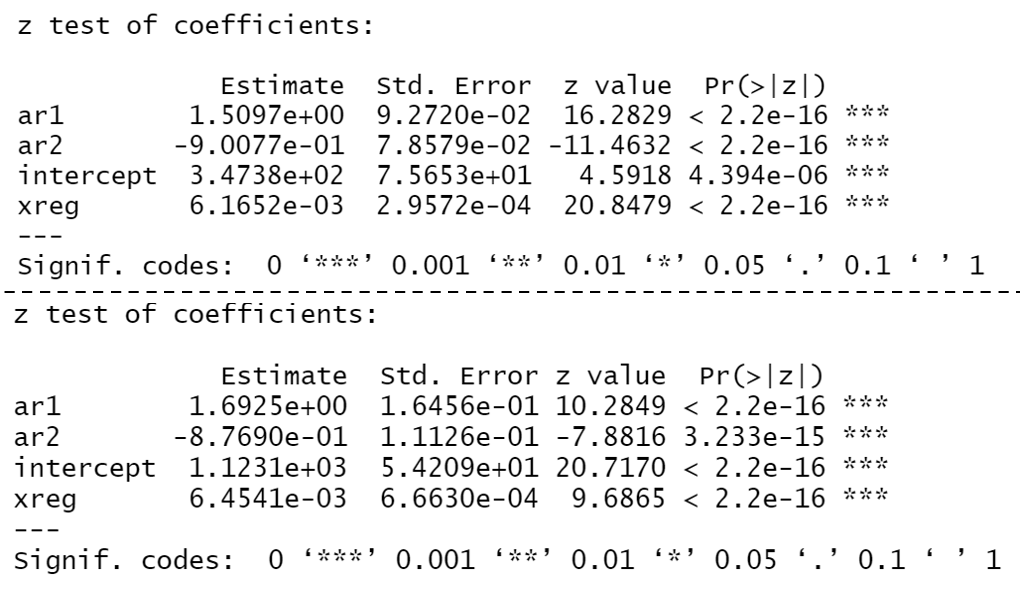 z test of coefficients:
Estimate Std. Error z value Pr(>|z|)
ar1 1.5097e+00 9.2720e-02 16.2829 < 2.2e-16 ***
ar2 -9.0077e-01 7.8579e-02 -11.4632 < 2.2e-16 ***
intercept 3.4738e+02 7.5653e+01 4.5918 4.394e-06 ***
xreg 6.1652e-03 2.9572e-04 20.8479 < 2.2e-16 ***
---
Signif. codes: 0 ‘***’ 0.001 ‘**’ 0.01 ‘*’ 0.05 ‘.’ 0.1 ‘ ’ 1
z test of coefficients:
Estimate Std. Error z value Pr(>|z|)
ar1 1.6925e+00 1.6456e-01 10.2849 < 2.2e-16 ***
ar2 -8.7690e-01 1.1126e-01 -7.8816 3.233e-15 ***
intercept 1.1231e+03 5.4209e+01 20.7170 < 2.2e-16 ***
xreg 6.4541e-03 6.6630e-04 9.6865 < 2.2e-16 ***
---
Signif. codes: 0 ‘***’ 0.001 ‘**’ 0.01 ‘*’ 0.05 ‘.’ 0.1 ‘ ’ 1